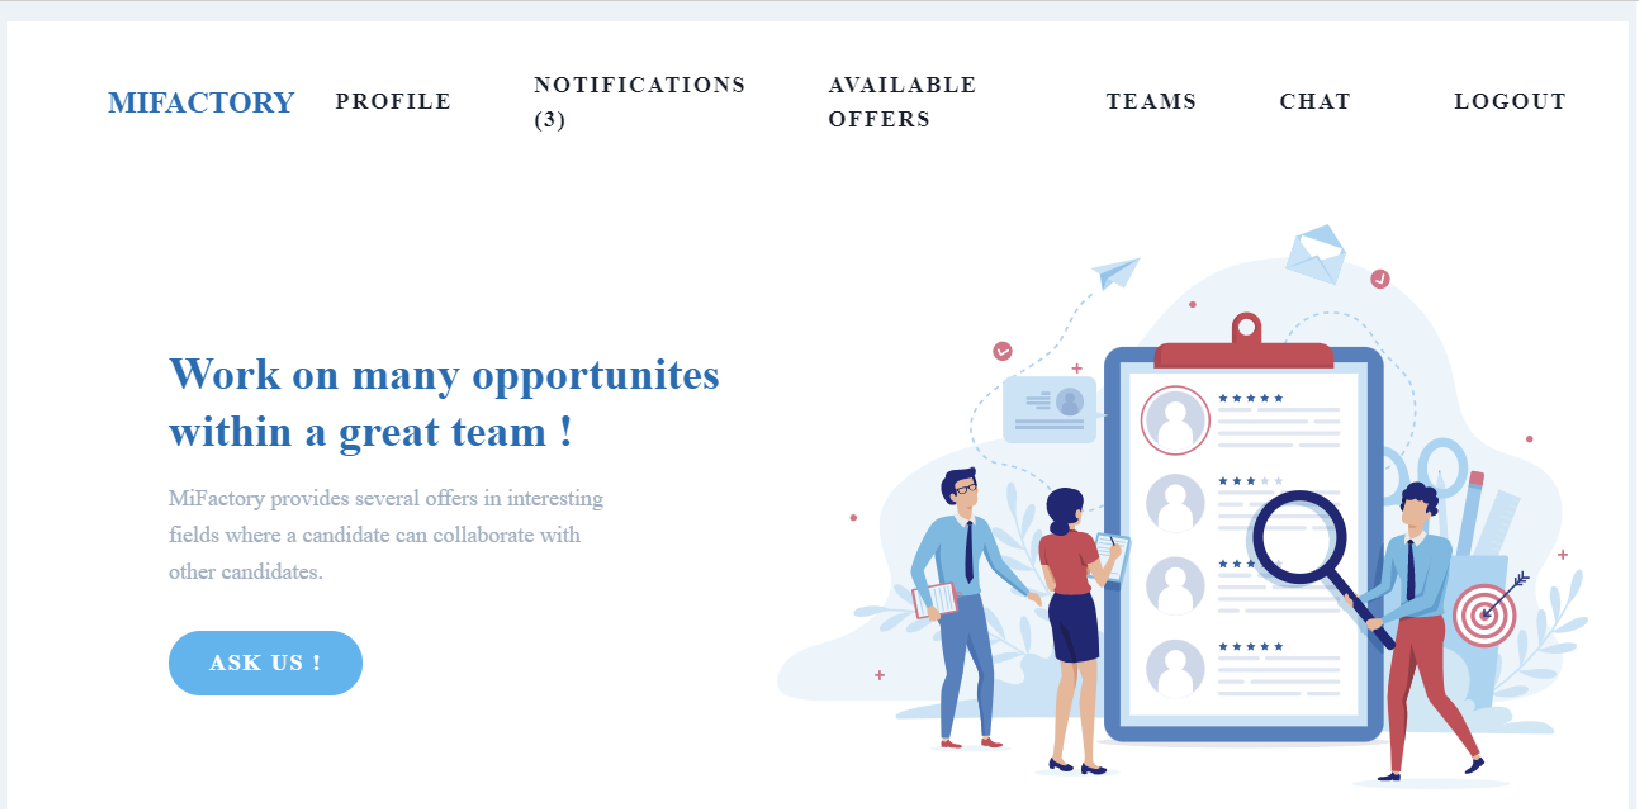 MIFACTORY PROFILE NOTIFICATIONS (3) AVAILABLE OFFERS TEAMS CHAT LOGOUT
Work on many opportunites
within a great team !
MiFactory provides several offers in interesting
fields where a candidate can collaborate with
other candidates.
ASK US !